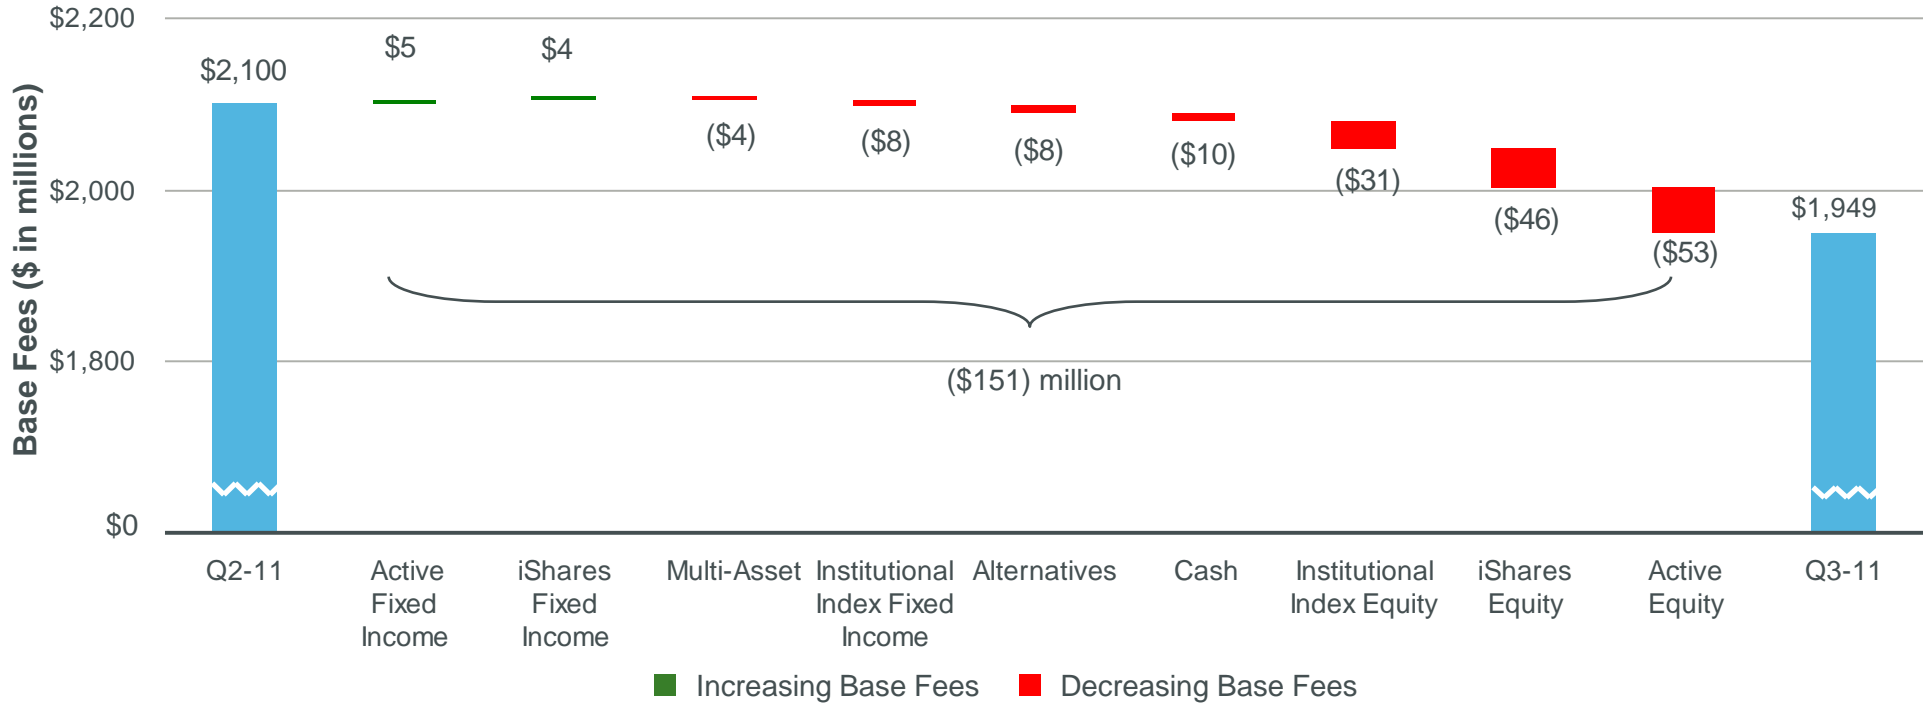 Base Fees ($ in millions)
$2,200
$2,000
$1,800
$0
$2,100
$5
$4
($4)
($8)
($8)
($10)
($31)
($46)
($53)
$1,949
($151) million
Q2-11
Active
Fixed
Income
iShares
Fixed
Income
Multi-Asset
Institutional
Index Fixed
Income
Alternatives
Cash
Institutional
Index Equity
iShares
Equity
Active
Equity
Q3-11
Increasing Base Fees
Decreasing Base Fees